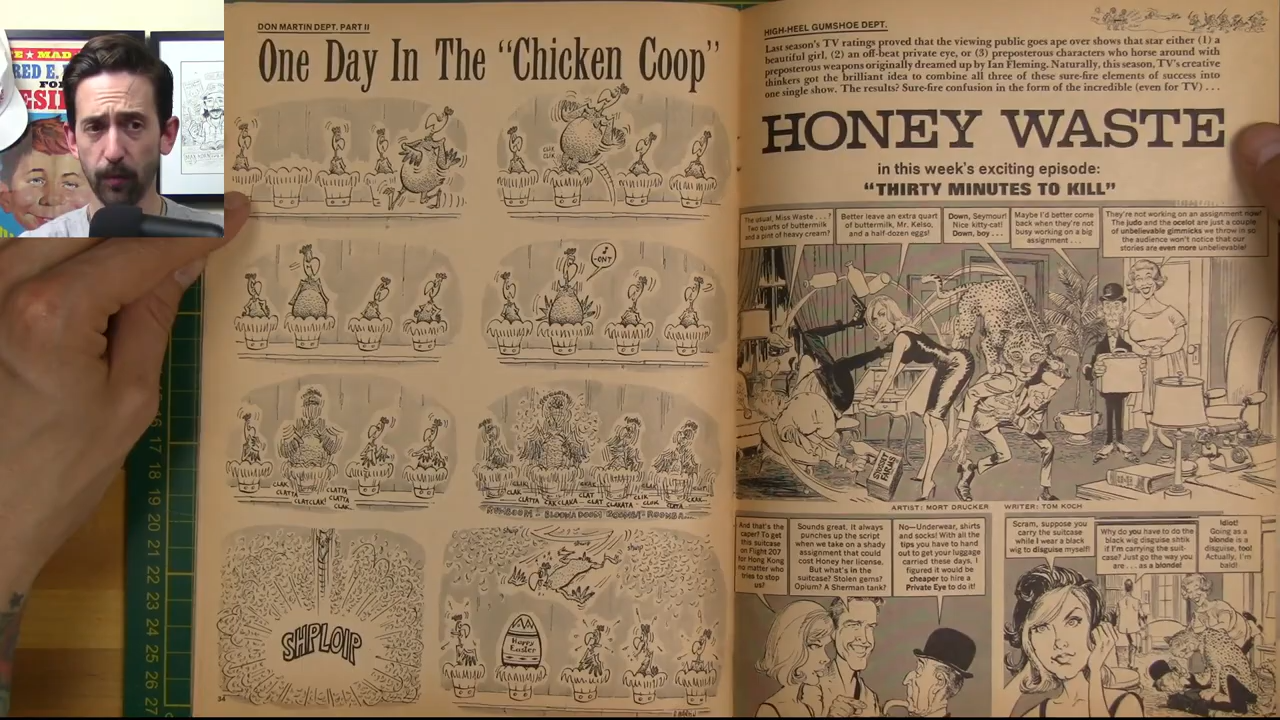 MAD
RED E.
FOR
ESI
DON MARTIN DEPT. PART II
One Day In The "Chicken Coop"
CLIK
CLIK
-ONT
CLAK
CLATTA
CLATCLAK
CLATTA
CLATTA
CLAK
SHPLOIP
shwp
shwp
Happy
Easter
54
HIGH-HEEL GUMSHOE DEPT.
Last season's TV ratings proved that the viewing public goes ape over shows that star either (1) a
beautiful girl, (2) an off-beat private eye, or (3) preposterous characters who horse around with
preposterous weapons originally dreamed up by Ian Fleming. Naturally, this season, TV's creative
thinkers got the brilliant idea to combine all three of these sure-fire elements of success into
one single show. The results? Sure-fire confusion in the form of the incredible (even for TV) . . .
HONEY WASTE
in this week's exciting episode:
"THIRTY MINUTES TO KILL"
The usual, Miss Waste . . . ?
Two quarts of buttermilk
and a pint of heavy cream?
Better leave an extra quart
of buttermilk, Mr. Kelso,
and a half-dozen eggs!
Down, Seymour!
Nice kitty-cat!
Down, boy . . .
Maybe I'd better come
back when they're not
busy working on a big
assignment . . .
They're not working on an assignment now!
The judo and the ocelot are just a couple
of unbelievable gimmicks we throw in so
the audience won't notice that our
stories are even more unbelievable!
ARTIST: MORT DRUCKER WRITER: TOM KOCH
And that's the
caper? To get
this suitcase
on Flight 207
for Hong Kong
no matter who
tries to stop
us?
Sounds great. It always
punches up the script
when we take on a shady
assignment that could
cost Honey her license.
But what's in the
suitcase? Stolen gems?
Opium? A Sherman tank?
No—Underwear, shirts
and socks! With all the
tips you have to hand
out to get your luggage
carried these days, I
figured it would be
cheaper to hire a
Private Eye to do it!
Scram, suppose you
carry the suitcase
while I wear a black
wig to disguise myself!
Why do you have to do the
black wig disguise shtik
if I'm carrying the suit-
case? Just go the way you
are . . . as a blonde!
Idiot!
Going as a
blonde is a
disguise, too!
Actually, I'm
bald!